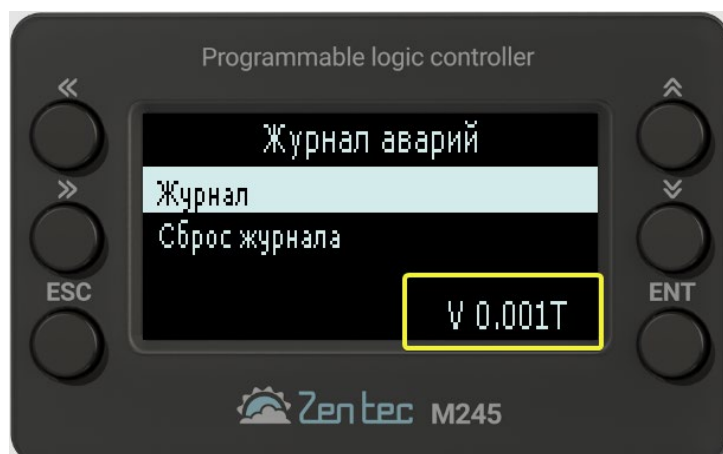 Programmable logic controller
«
»
ESC
Журнал аварий
Журнал
Сброс журнала
V 0.001T
ENT
Zentec M245